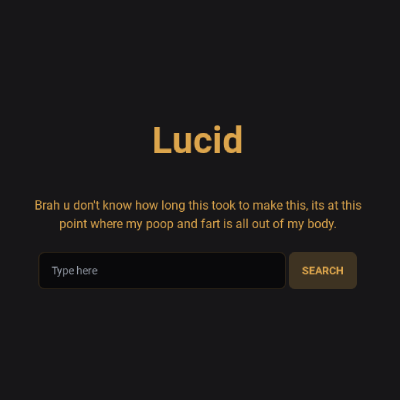 Lucid
Brah u don't know how long this took to make this, its at this
point where my poop and fart is all out of my body.
Type here
SEARCH